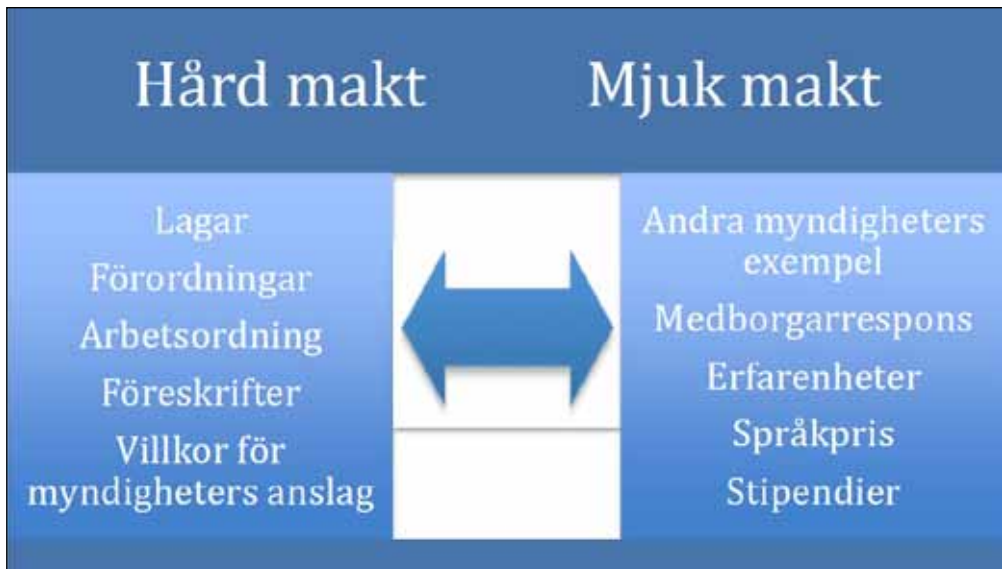 Hård makt
Mjuk makt
Lagar
Förordningar
Arbetsordning
Föreskrifter
Villkor för
myndigheters anslag
Andra myndigheters
exempel
Medborgarrespons
Erfarenheter
Språkpris
Stipendier